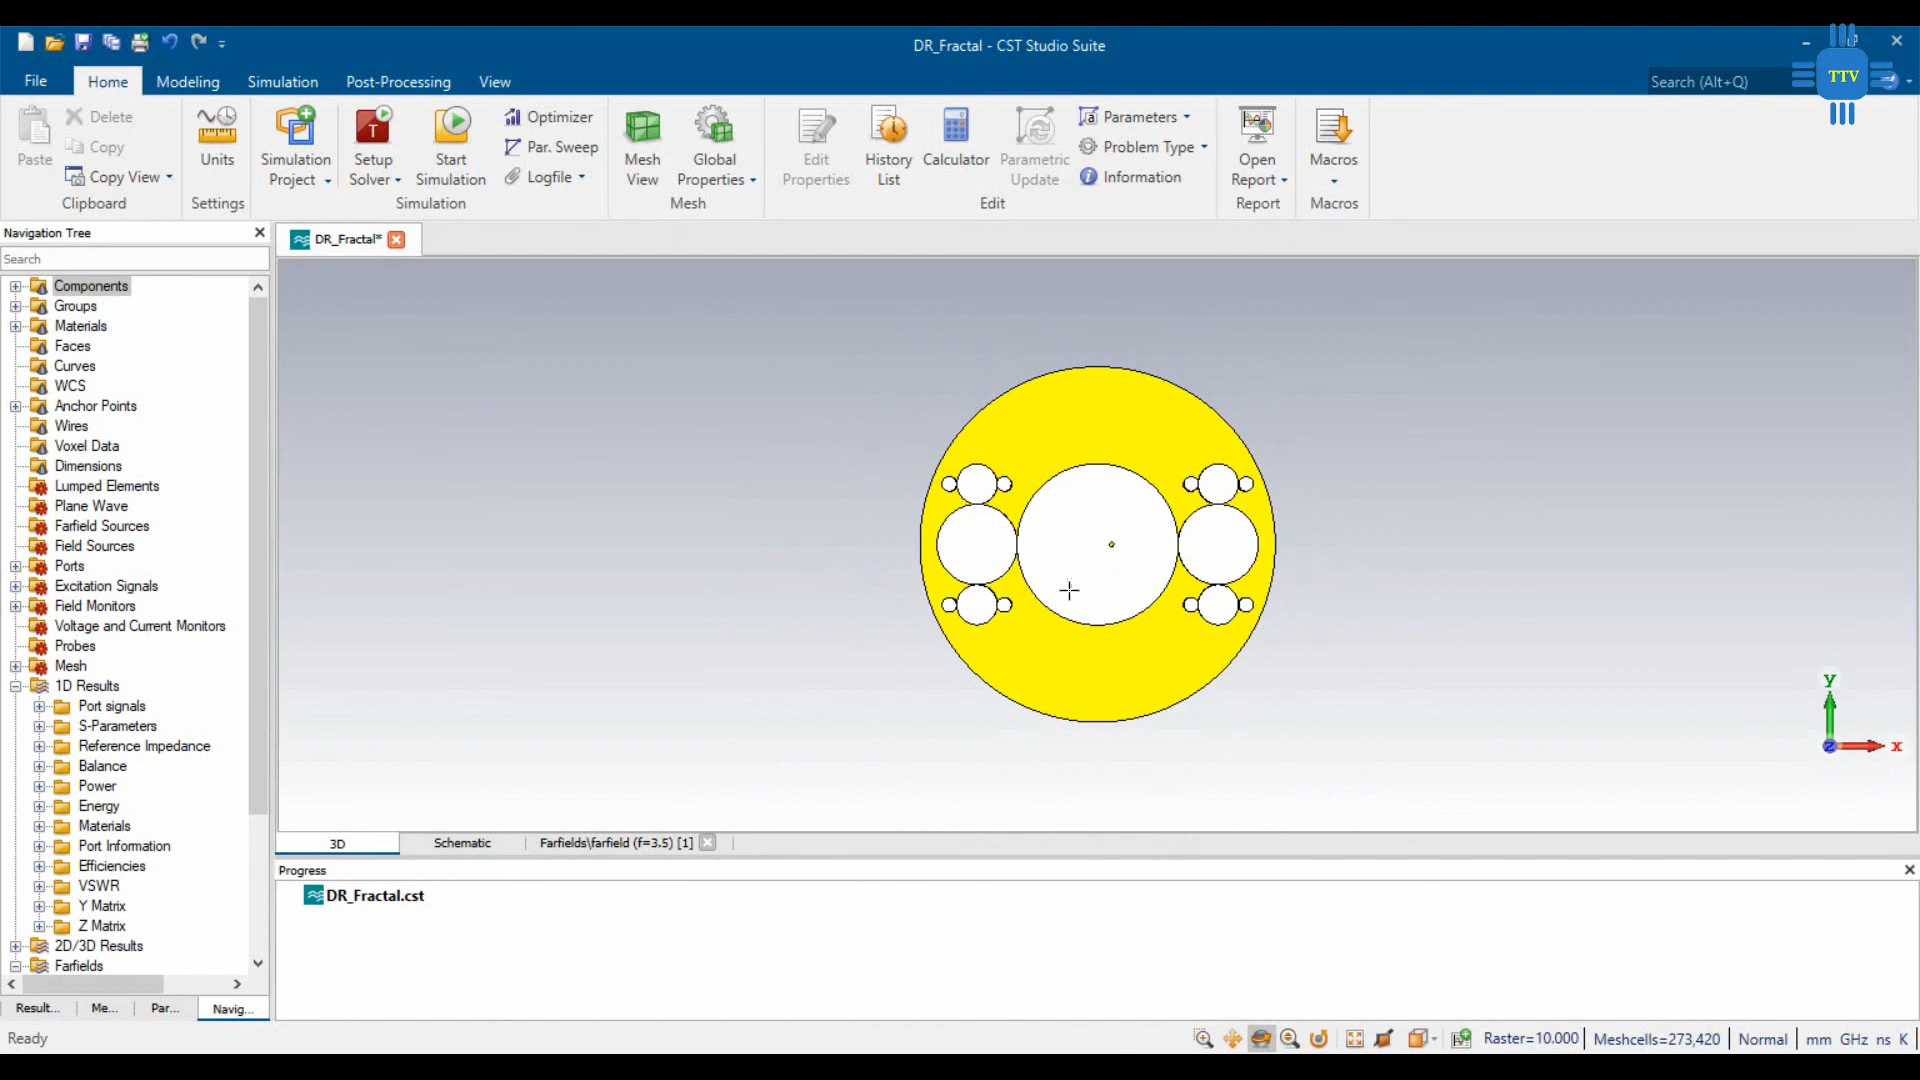 DR_Fractal - CST Studio Suite
TTV
File Home Modeling Simulation Post-Processing View
Search (Alt+Q)
Paste
Delete
Copy
Copy View
Clipboard
Units
Settings
Simulation Project
Setup Solver
Start Simulation
Optimizer
Par. Sweep
Logfile
Simulation
Mesh View
Global Properties
Mesh
Edit Properties
History List
Calculator
Parametric Update
Parameters
Problem Type
Information
Edit
Open Report
Report
Macros
Macros
Navigation Tree
Search
Components
Groups
Materials
Faces
Curves
WCS
Anchor Points
Wires
Voxel Data
Dimensions
Lumped Elements
Plane Wave
Farfield Sources
Field Sources
Ports
Excitation Signals
Field Monitors
Voltage and Current Monitors
Probes
Mesh
1D Results
Port signals
S-Parameters
Reference Impedance
Balance
Power
Energy
Materials
Port Information
Efficiencies
VSWR
Y Matrix
Z Matrix
2D/3D Results
Farfields
Result... Me... Par... Navig...
DR_Fractal*
y
z x
3D Schematic Farfields\farfield (f=3.5) [1]
Progress
DR_Fractal.cst
Ready
Raster=10.000 Meshcells=273,420 Normal mm GHz ns K